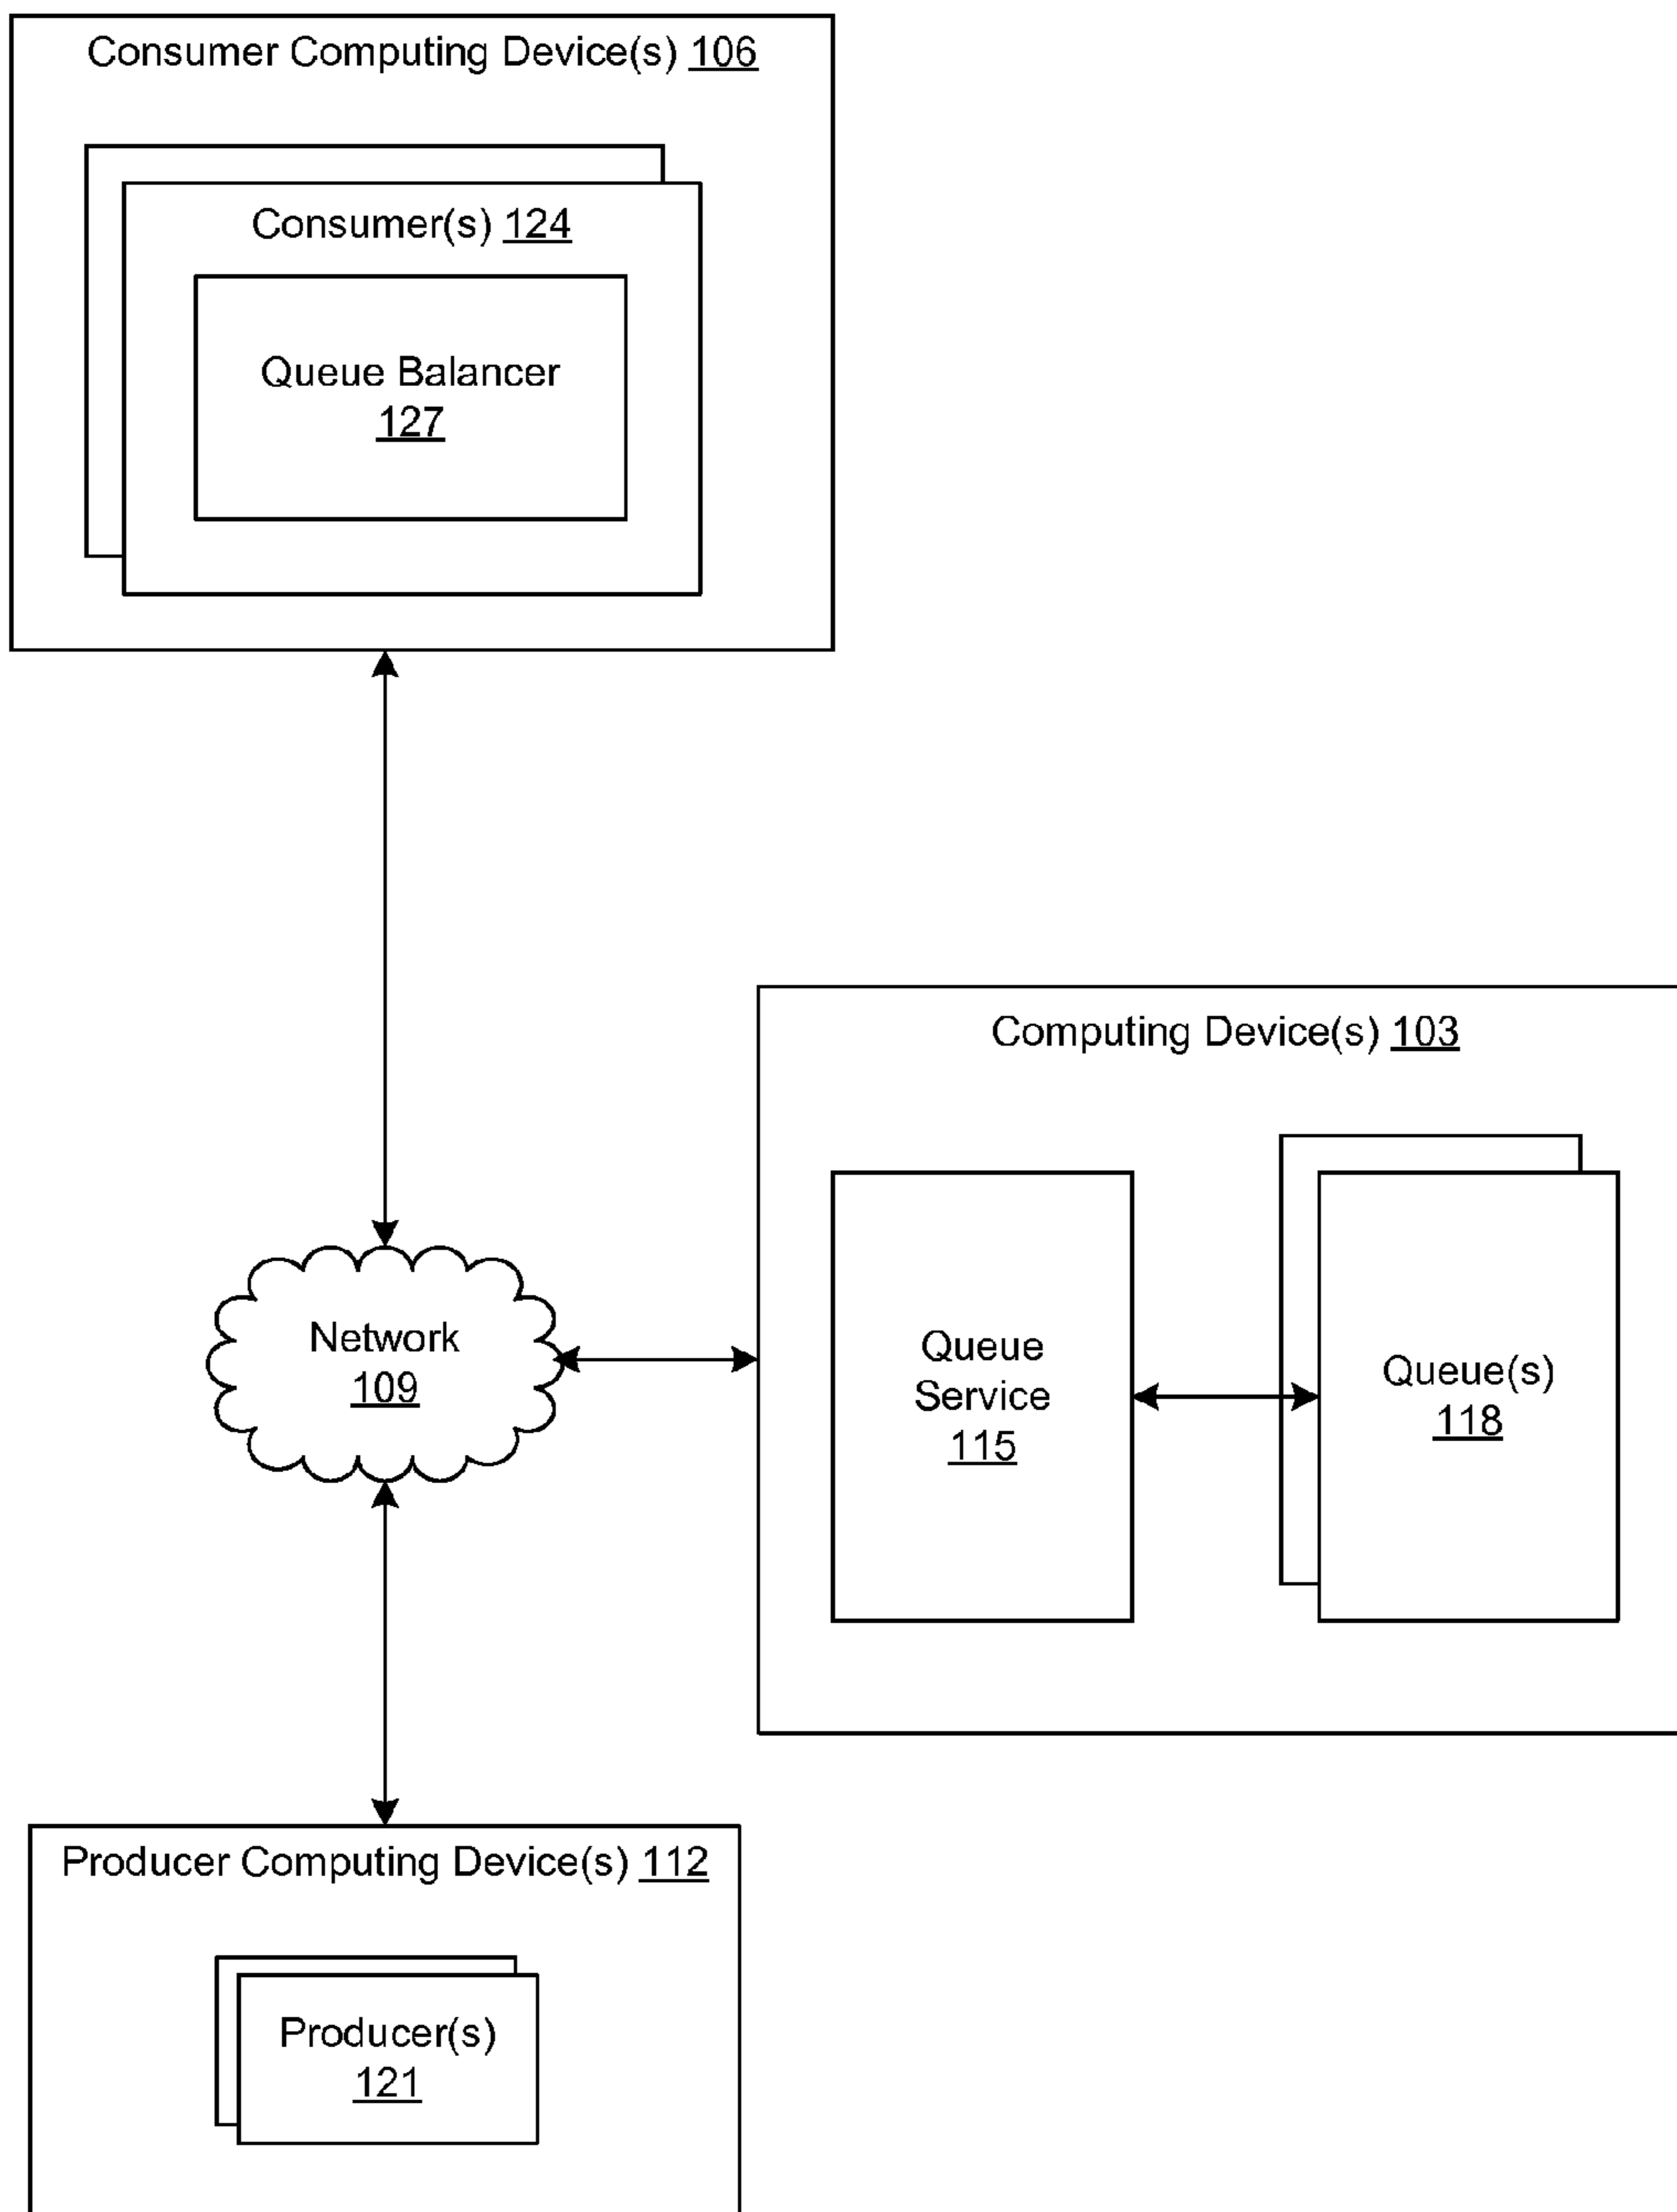 Consumer Computing Device(s) 106
Consumer(s) 124
Queue Balancer
127
Computing Device(s) 103
Network
109
Queue
Service
115
Queue(s)
118
Producer Computing Device(s) 112
Producer(s)
121